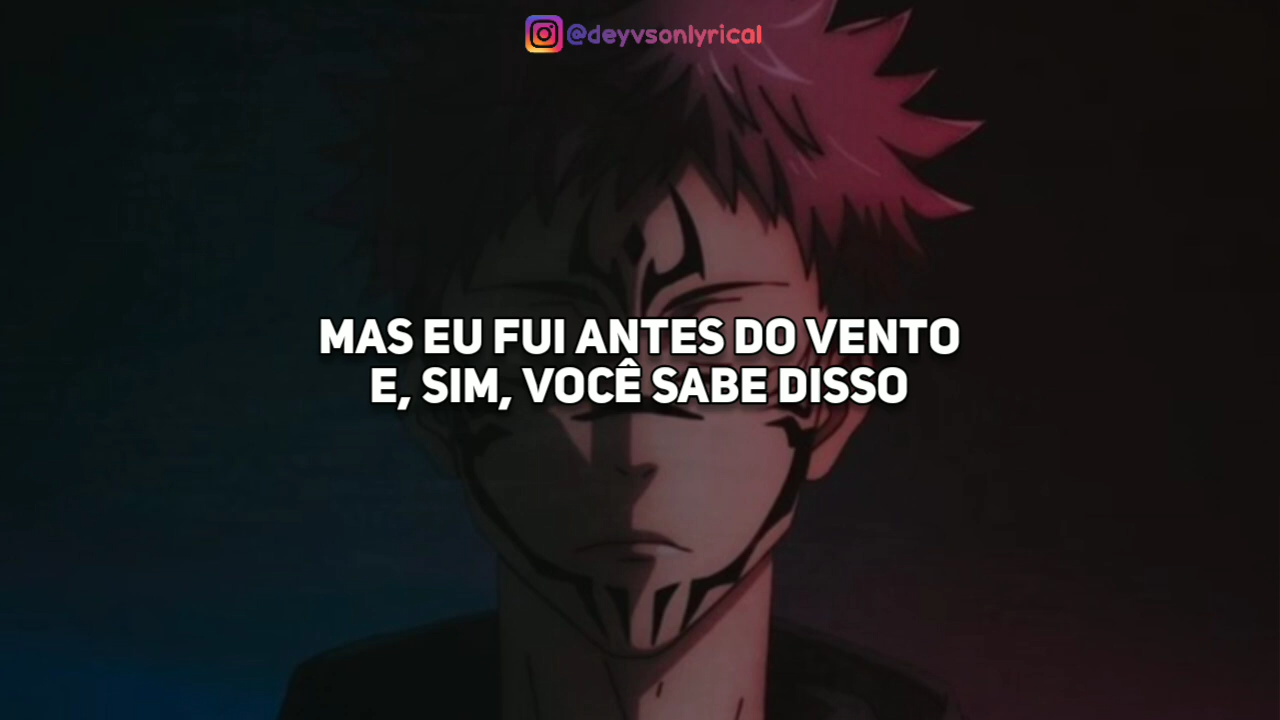 @deyvsonlyrical
MAS EU FUI ANTES DO VENTO
E, SIM, VOCÊ SABE DISSO